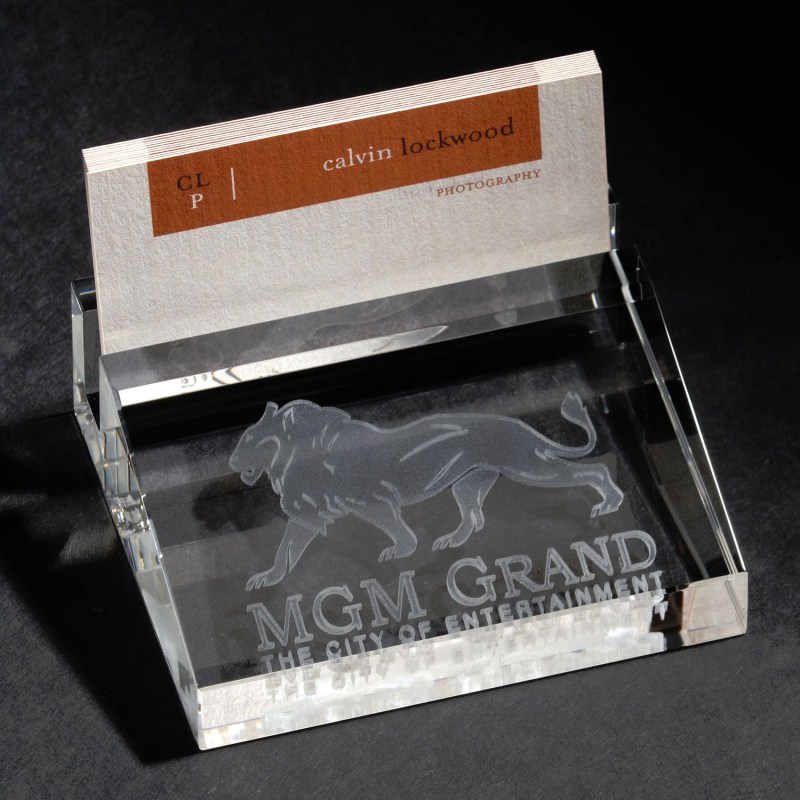 CL
P
calvin lockwood
PHOTOGRAPHY
MGM GRAND
THE CITY OF ENTERTAINMENT